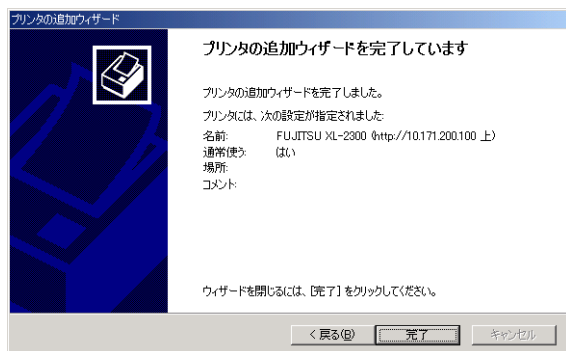 プリンタの追加ウィザード
プリンタの追加ウィザードを完了しています
プリンタの追加ウィザードを完了しました。
プリンタには、次の設定が指定されました:
名前: FUJITSU XL-2300 (http://10.171.200.100 上)
通常使う: はい
場所:
コメント:
ウィザードを閉じるには、[完了] をクリックしてください。
< 戻る(B)
完了
キャンセル